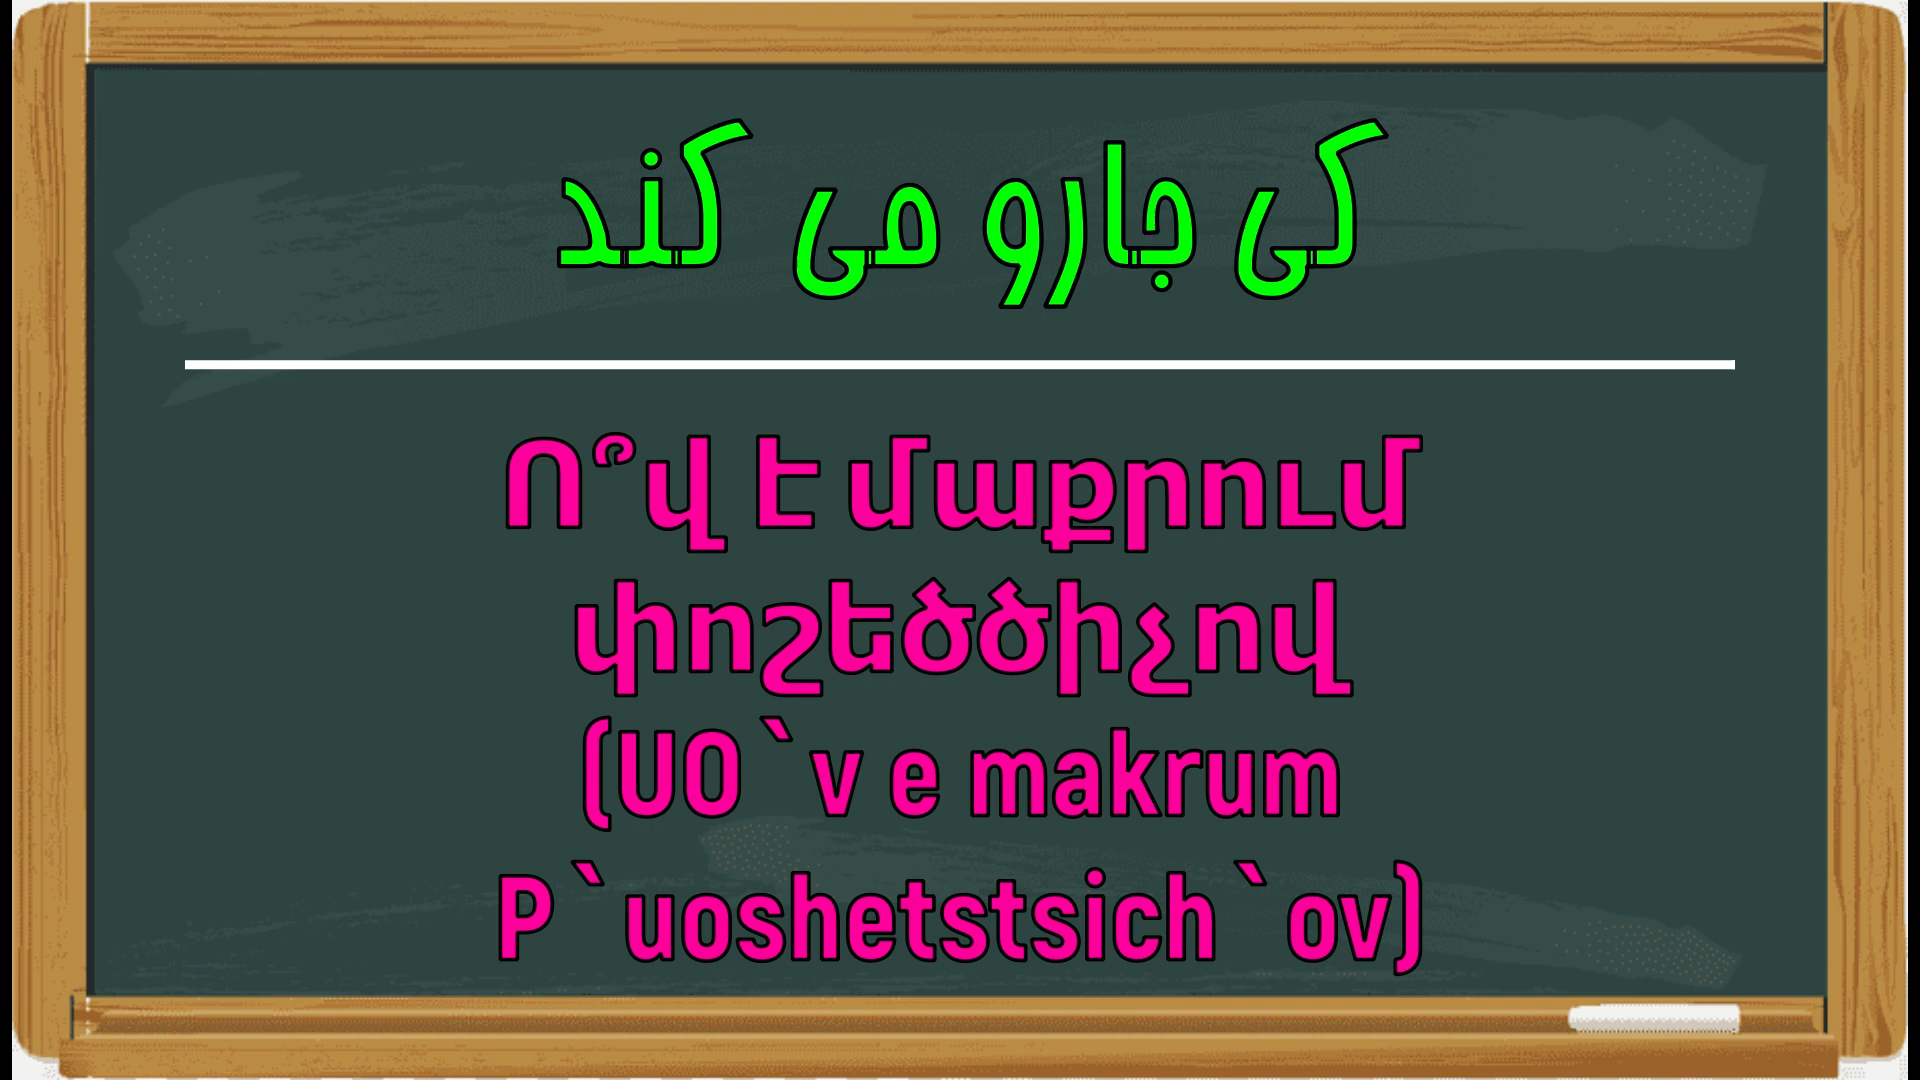 کی جارو می کند
Ո՞վ է մաքրում
փոշեծծիչով
(UO`v e makrum
P`uoshetstsich`ov)